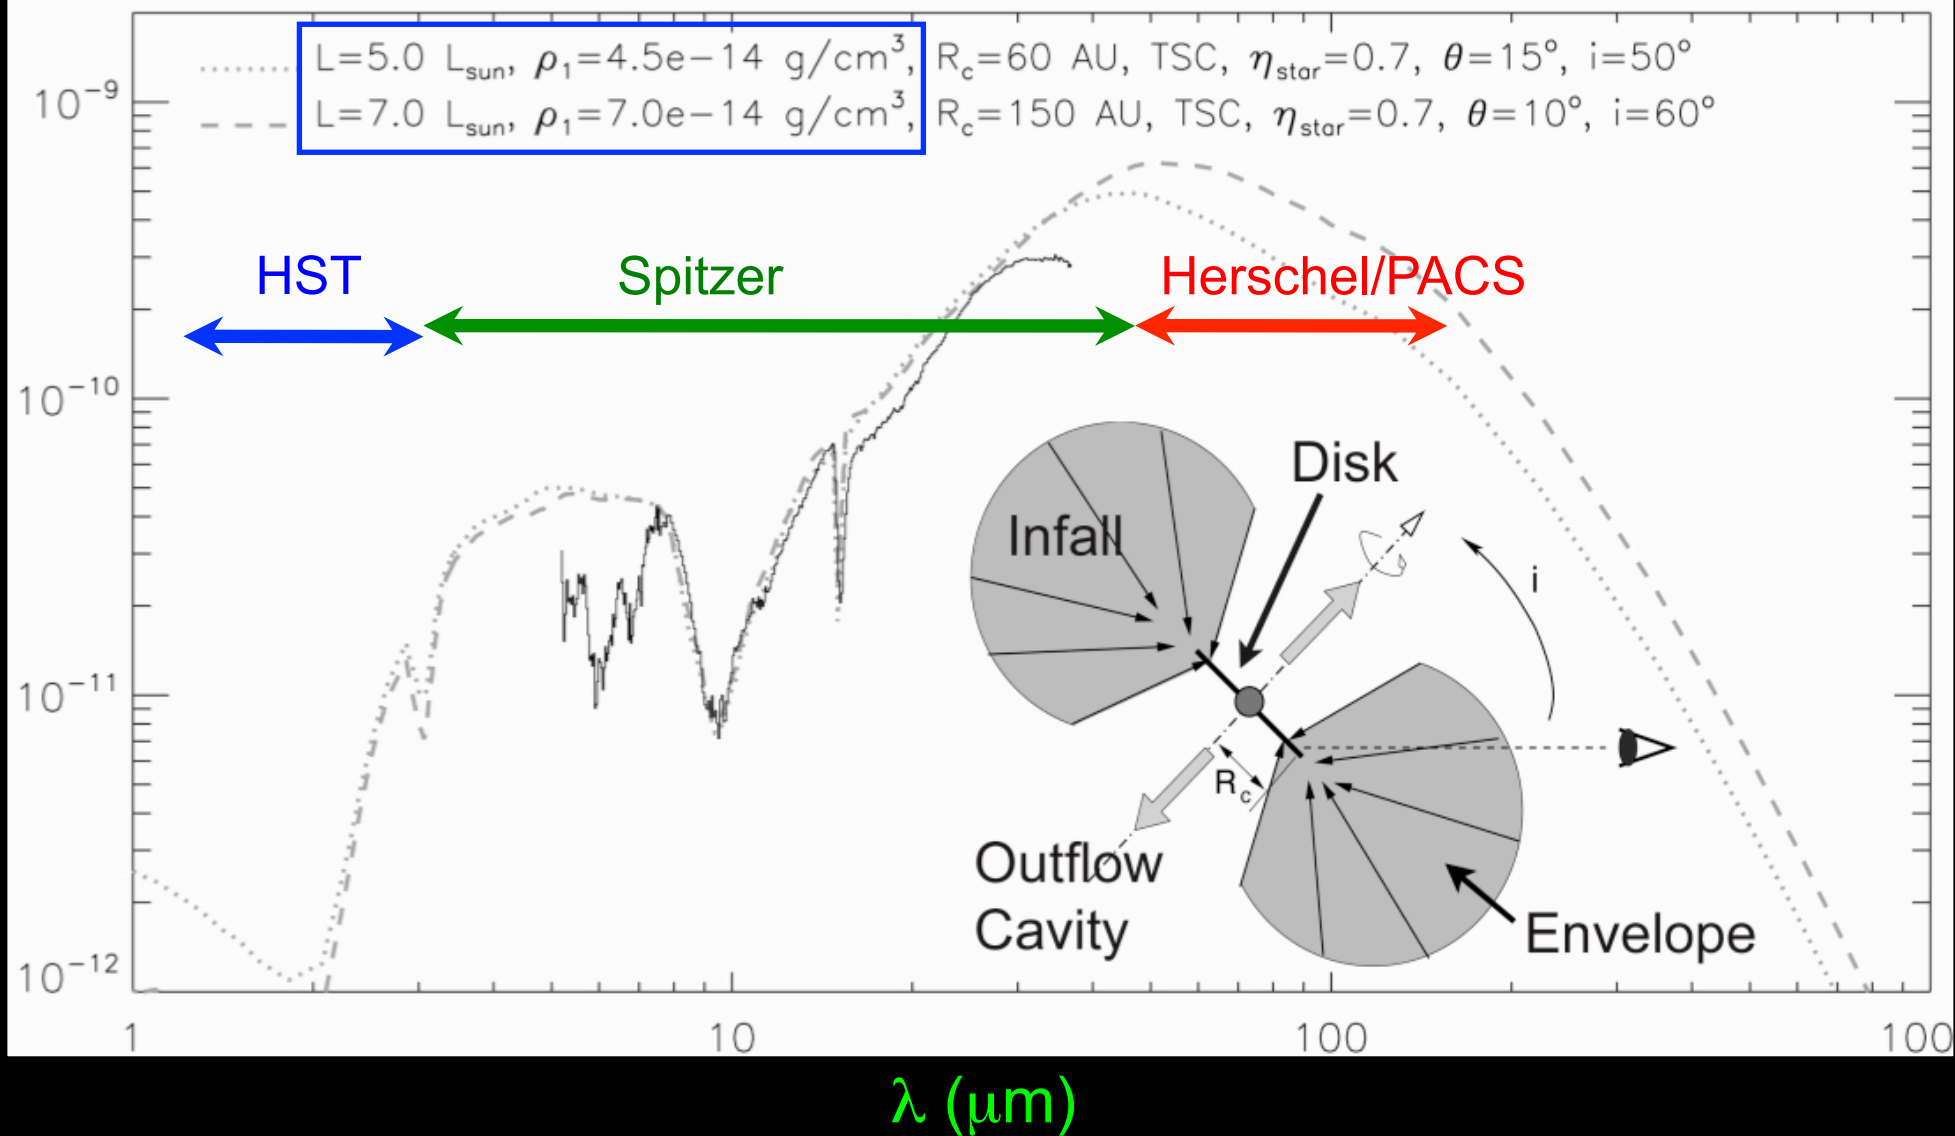 L=5.0 Lsun, ρ1=4.5e−14 g/cm³, Rc=60 AU, TSC, ηstar=0.7, θ=15°, i=50°
L=7.0 Lsun, ρ1=7.0e−14 g/cm³, Rc=150 AU, TSC, ηstar=0.7, θ=10°, i=60°
10⁻⁹
HST
Spitzer
Herschel/PACS
10⁻¹⁰
Disk
Infall
i
10⁻¹¹
Rc
Outflow
Cavity
Envelope
10⁻¹²
1
10
100
100
λ (μm)